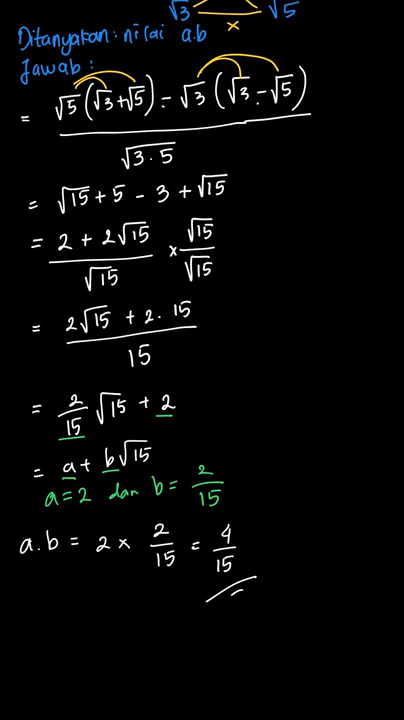 √3 √5
×
Ditanyakan : nilai a.b
Jawab :
= √5 (√3 + √5) - √3 (√3 - √5)
√3 . 5
= √15 + 5 - 3 + √15
= 2 + 2√15 × √15
√15 √15
= 2√15 + 2 . 15
15
= 2/15 √15 + 2
= a + b√15
a = 2 dan b = 2/15
a.b = 2 × 2/15 = 4/15